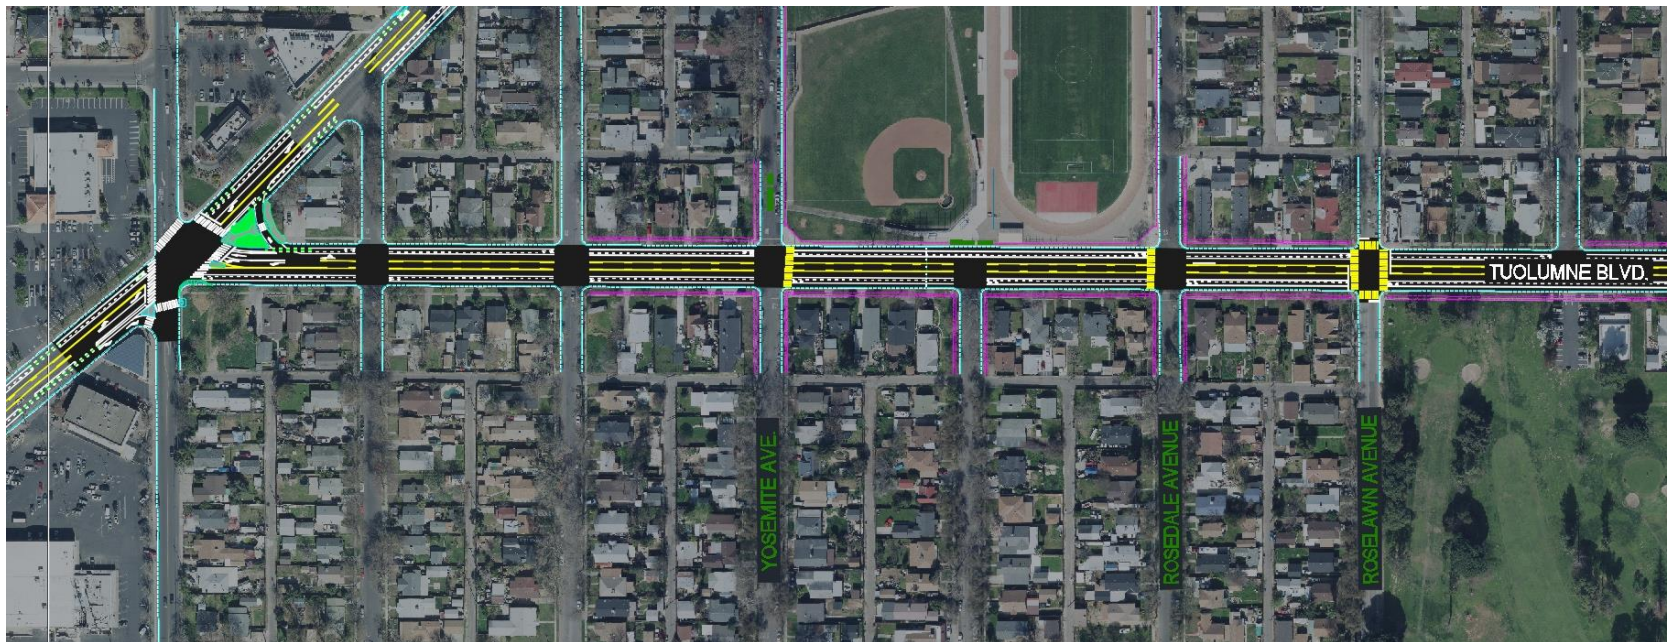 TUOLUMNE BLVD.
YOSEMITE AVE.
ROSEDALE AVENUE
ROSELAWN AVENUE